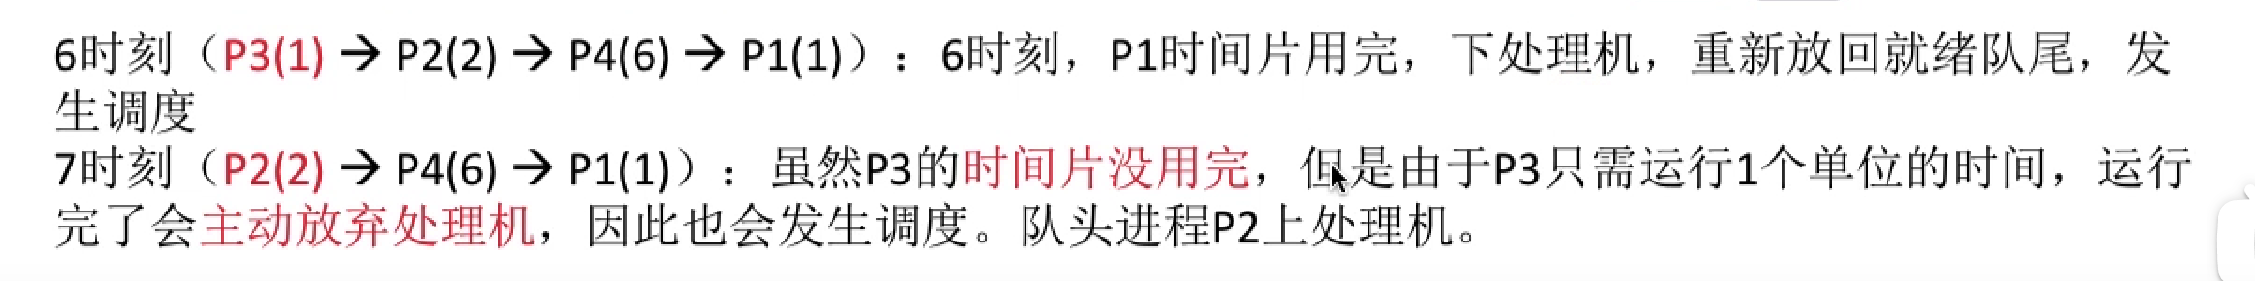 6时刻（P3(1) → P2(2) → P4(6) → P1(1)）：6时刻，P1时间片用完，下处理机，重新放回就绪队尾，发
生调度
7时刻（P2(2) → P4(6) → P1(1)）：虽然P3的时间片没用完，但是由于P3只需运行1个单位的时间，运行
完了会主动放弃处理机，因此也会发生调度。队头进程P2上处理机。